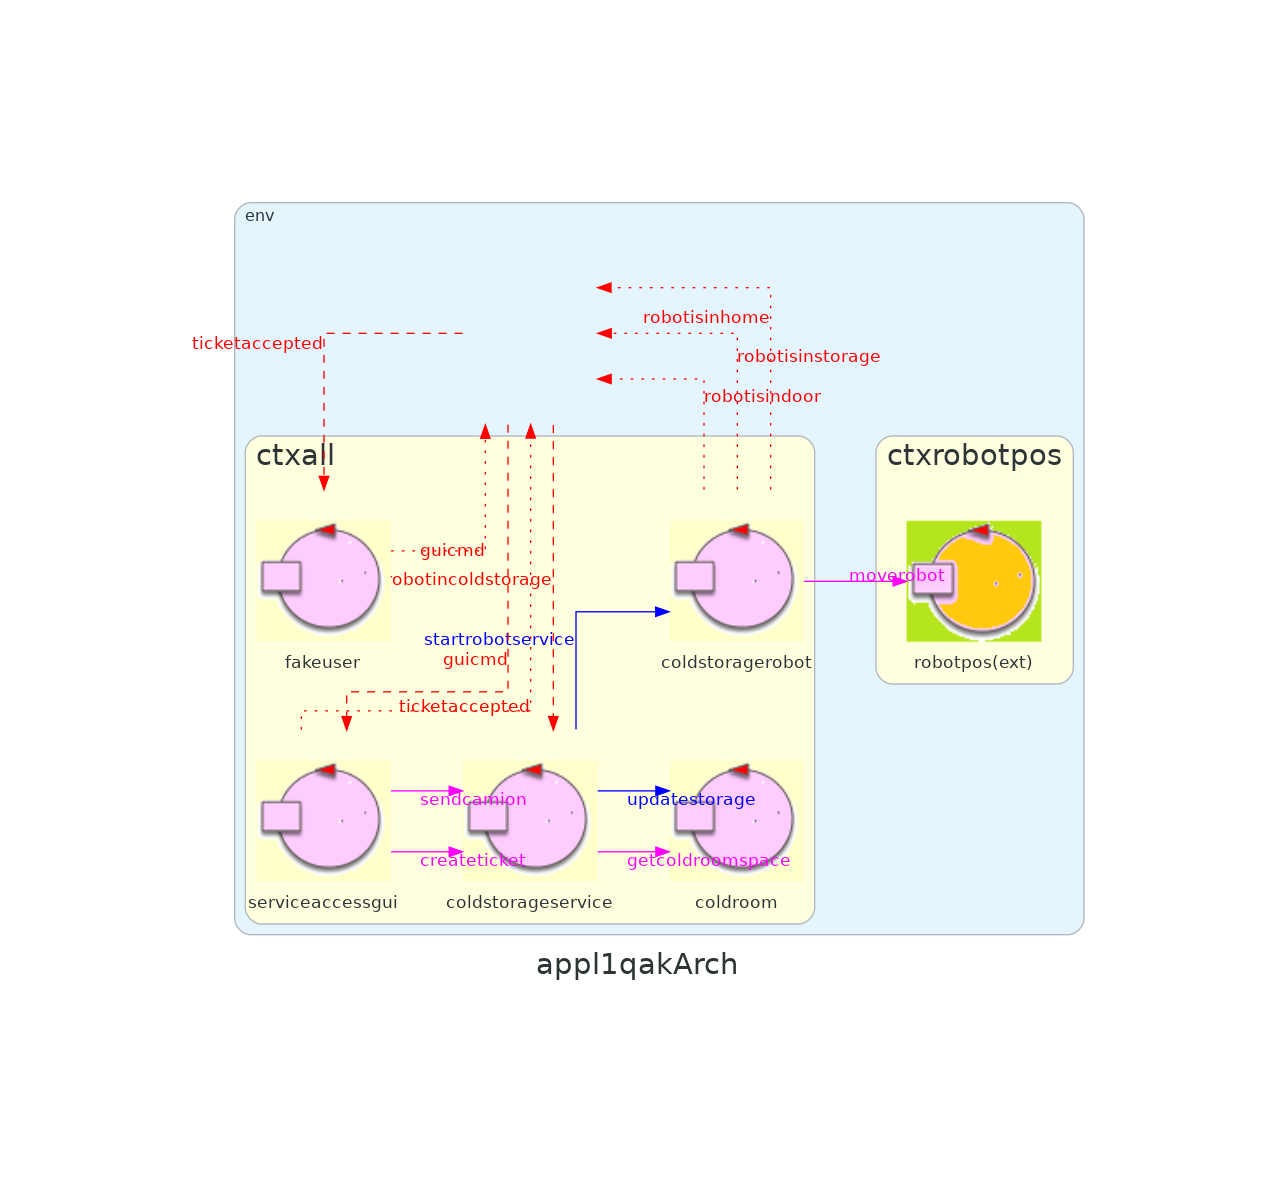 env
robotisinhome
ticketaccepted
robotisinstorage
robotisindoor
ctxall
ctxrobotpos
guicmd
robotincoldstorage
moverobot
startrobotservice
guicmd
fakeuser
coldstoragerobot
robotpos(ext)
ticketaccepted
sendcamion
updatestorage
createticket
getcoldroomspace
serviceaccessgui
coldstorageservice
coldroom
appl1qakArch